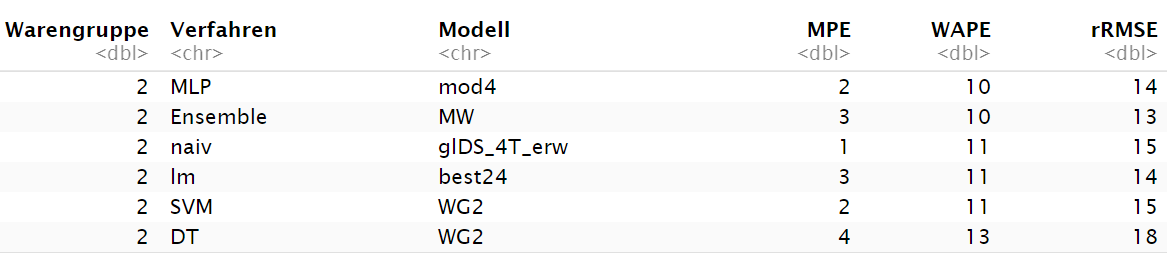 Warengruppe Verfahren Modell MPE WAPE rRMSE
<dbl> <chr> <chr> <dbl> <dbl> <dbl>
2 MLP mod4 2 10 14
2 Ensemble MW 3 10 13
2 naiv glDS_4T_erw 1 11 15
2 lm best24 3 11 14
2 SVM WG2 2 11 15
2 DT WG2 4 13 18